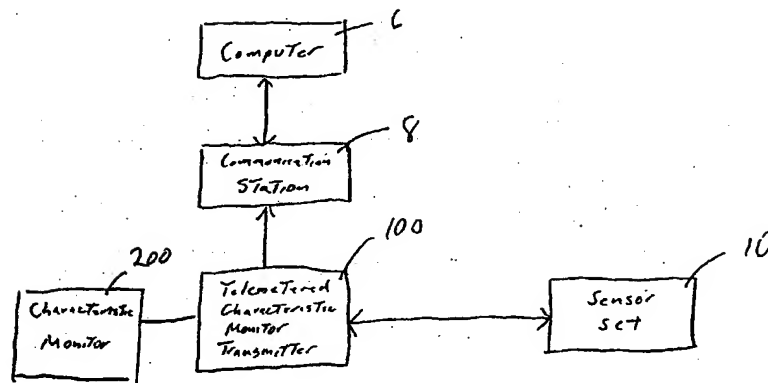 6
Computer
8
Communication
Station
200
100
10
Characteristic
Monitor
Telemetered
Characteristic
Monitor
Transmitter
Sensor
set